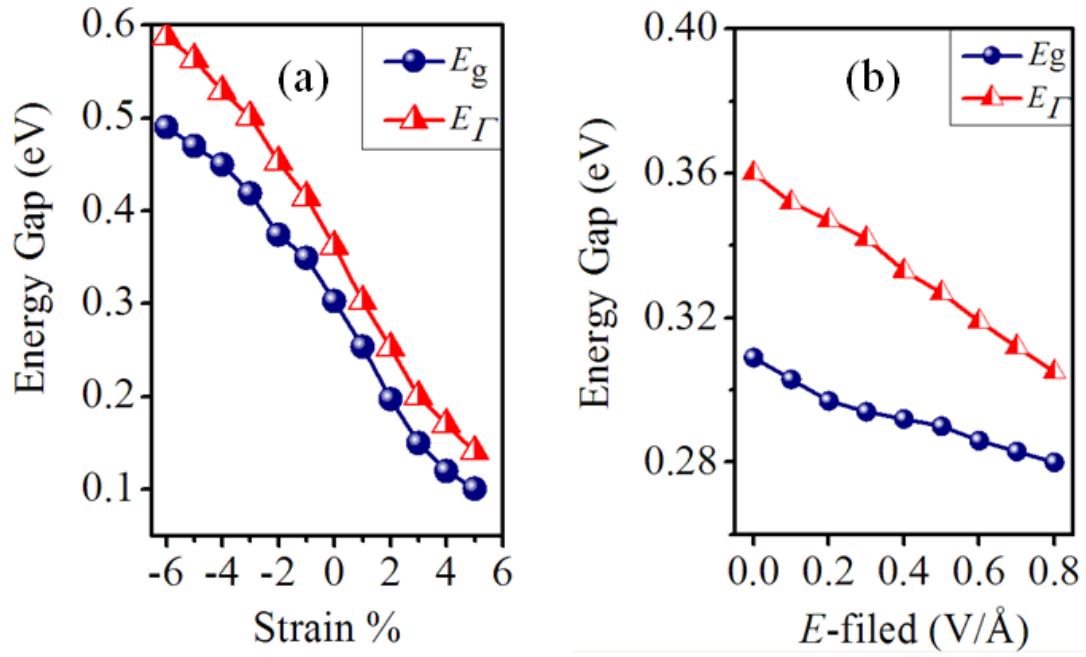 (a)
Eg
EΓ
Energy Gap (eV)
0.6
0.5
0.4
0.3
0.2
0.1
-6 -4 -2 0 2 4 6
Strain %
(b)
Eg
EΓ
Energy Gap (eV)
0.40
0.36
0.32
0.28
0.0 0.2 0.4 0.6 0.8
E-filed (V/Å)